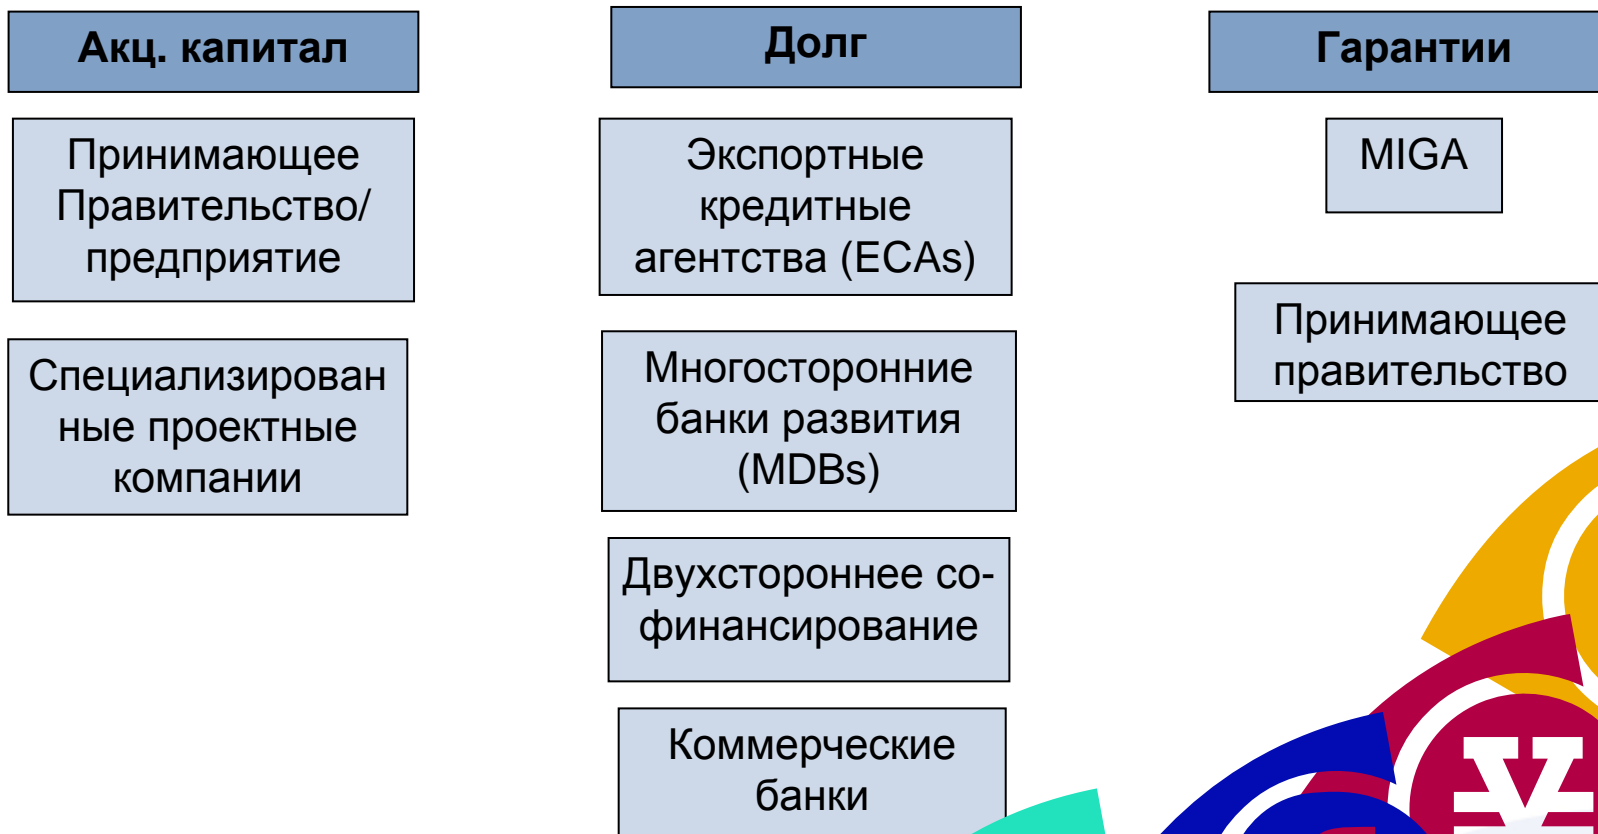 Акц. капитал
Принимающее
Правительство/
предприятие
Специализирован
ные проектные
компании
Долг
Экспортные
кредитные
агентства (ECAs)
Многосторонние
банки развития
(MDBs)
Двухстороннее со-
финансирование
Коммерческие
банки
Гарантии
MIGA
Принимающее
правительство